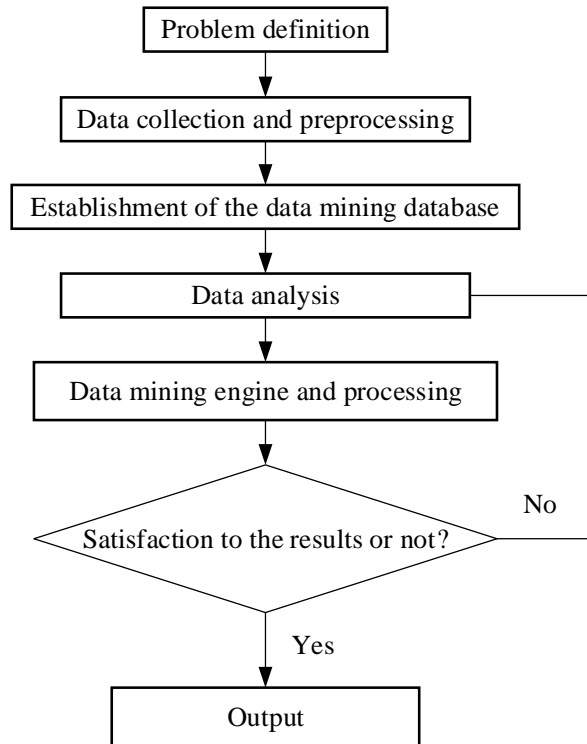 Problem definition
Data collection and preprocessing
Establishment of the data mining database
Data analysis
Data mining engine and processing
Satisfaction to the results or not?
No
Yes
Output